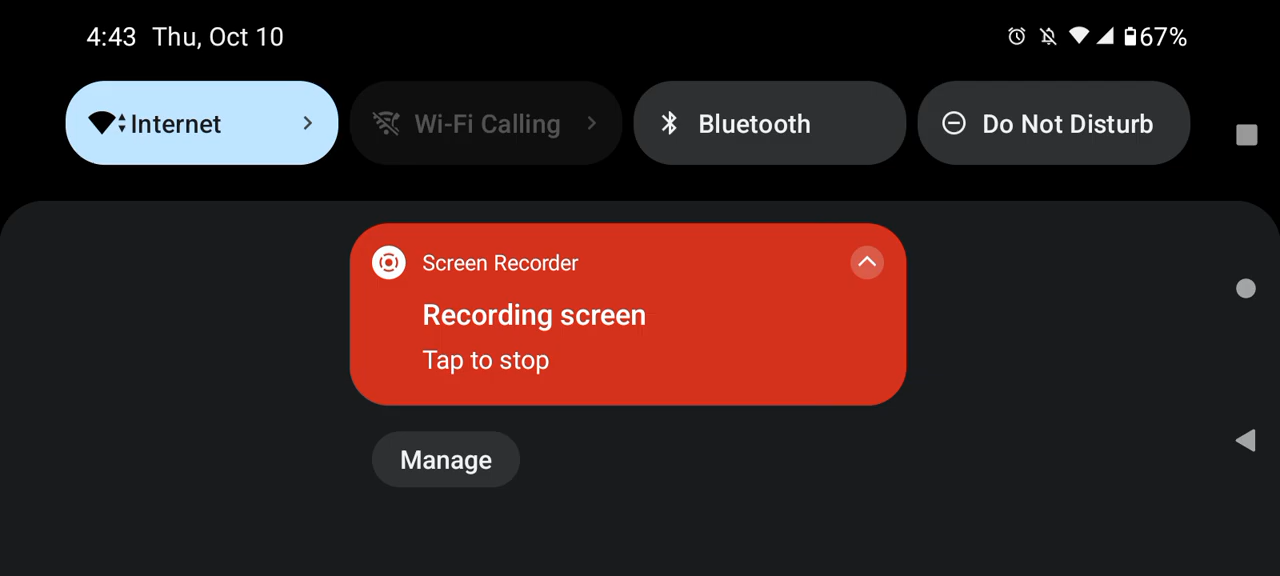 4:43 Thu, Oct 10 67%
Internet Wi-Fi Calling Bluetooth Do Not Disturb
Screen Recorder
Recording screen
Tap to stop
Manage